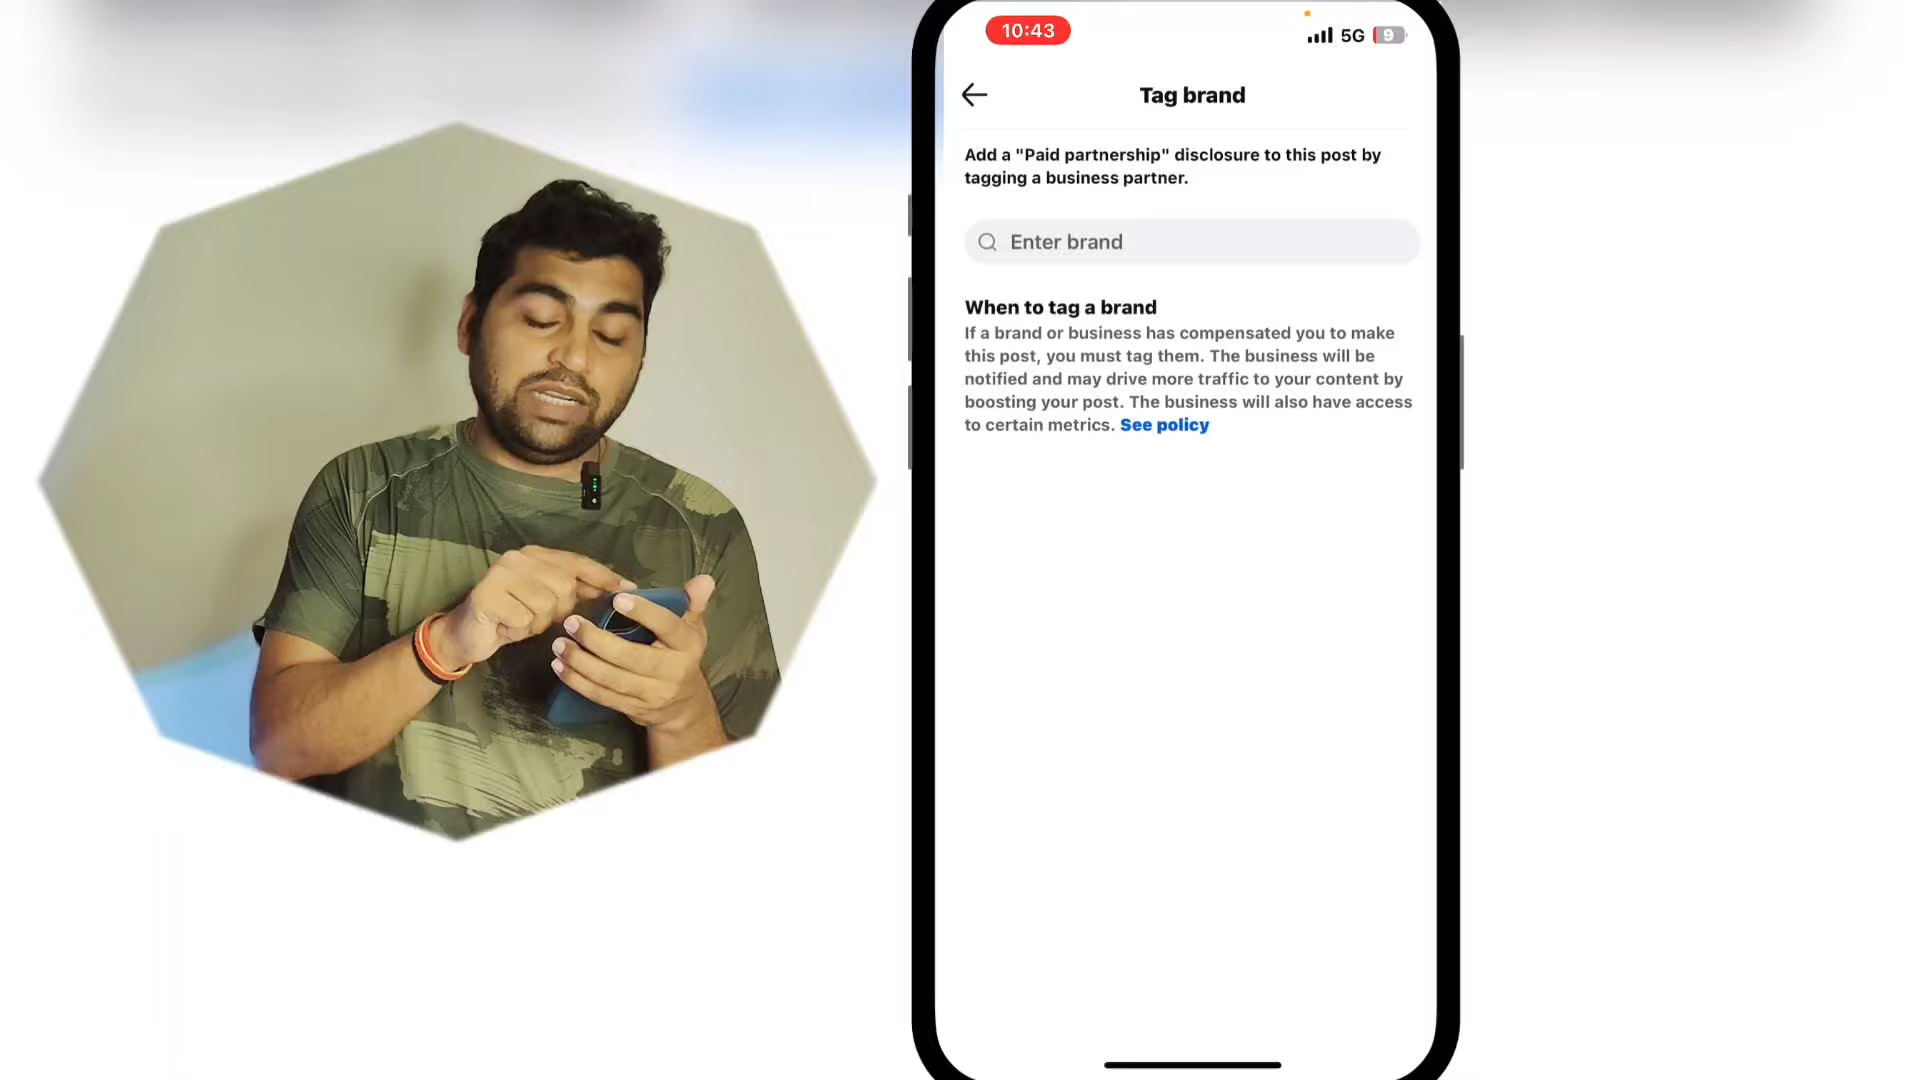 10:43
5G
9
Tag brand
Add a "Paid partnership" disclosure to this post by
tagging a business partner.
Enter brand
When to tag a brand
If a brand or business has compensated you to make
this post, you must tag them. The business will be
notified and may drive more traffic to your content by
boosting your post. The business will also have access
to certain metrics. See policy